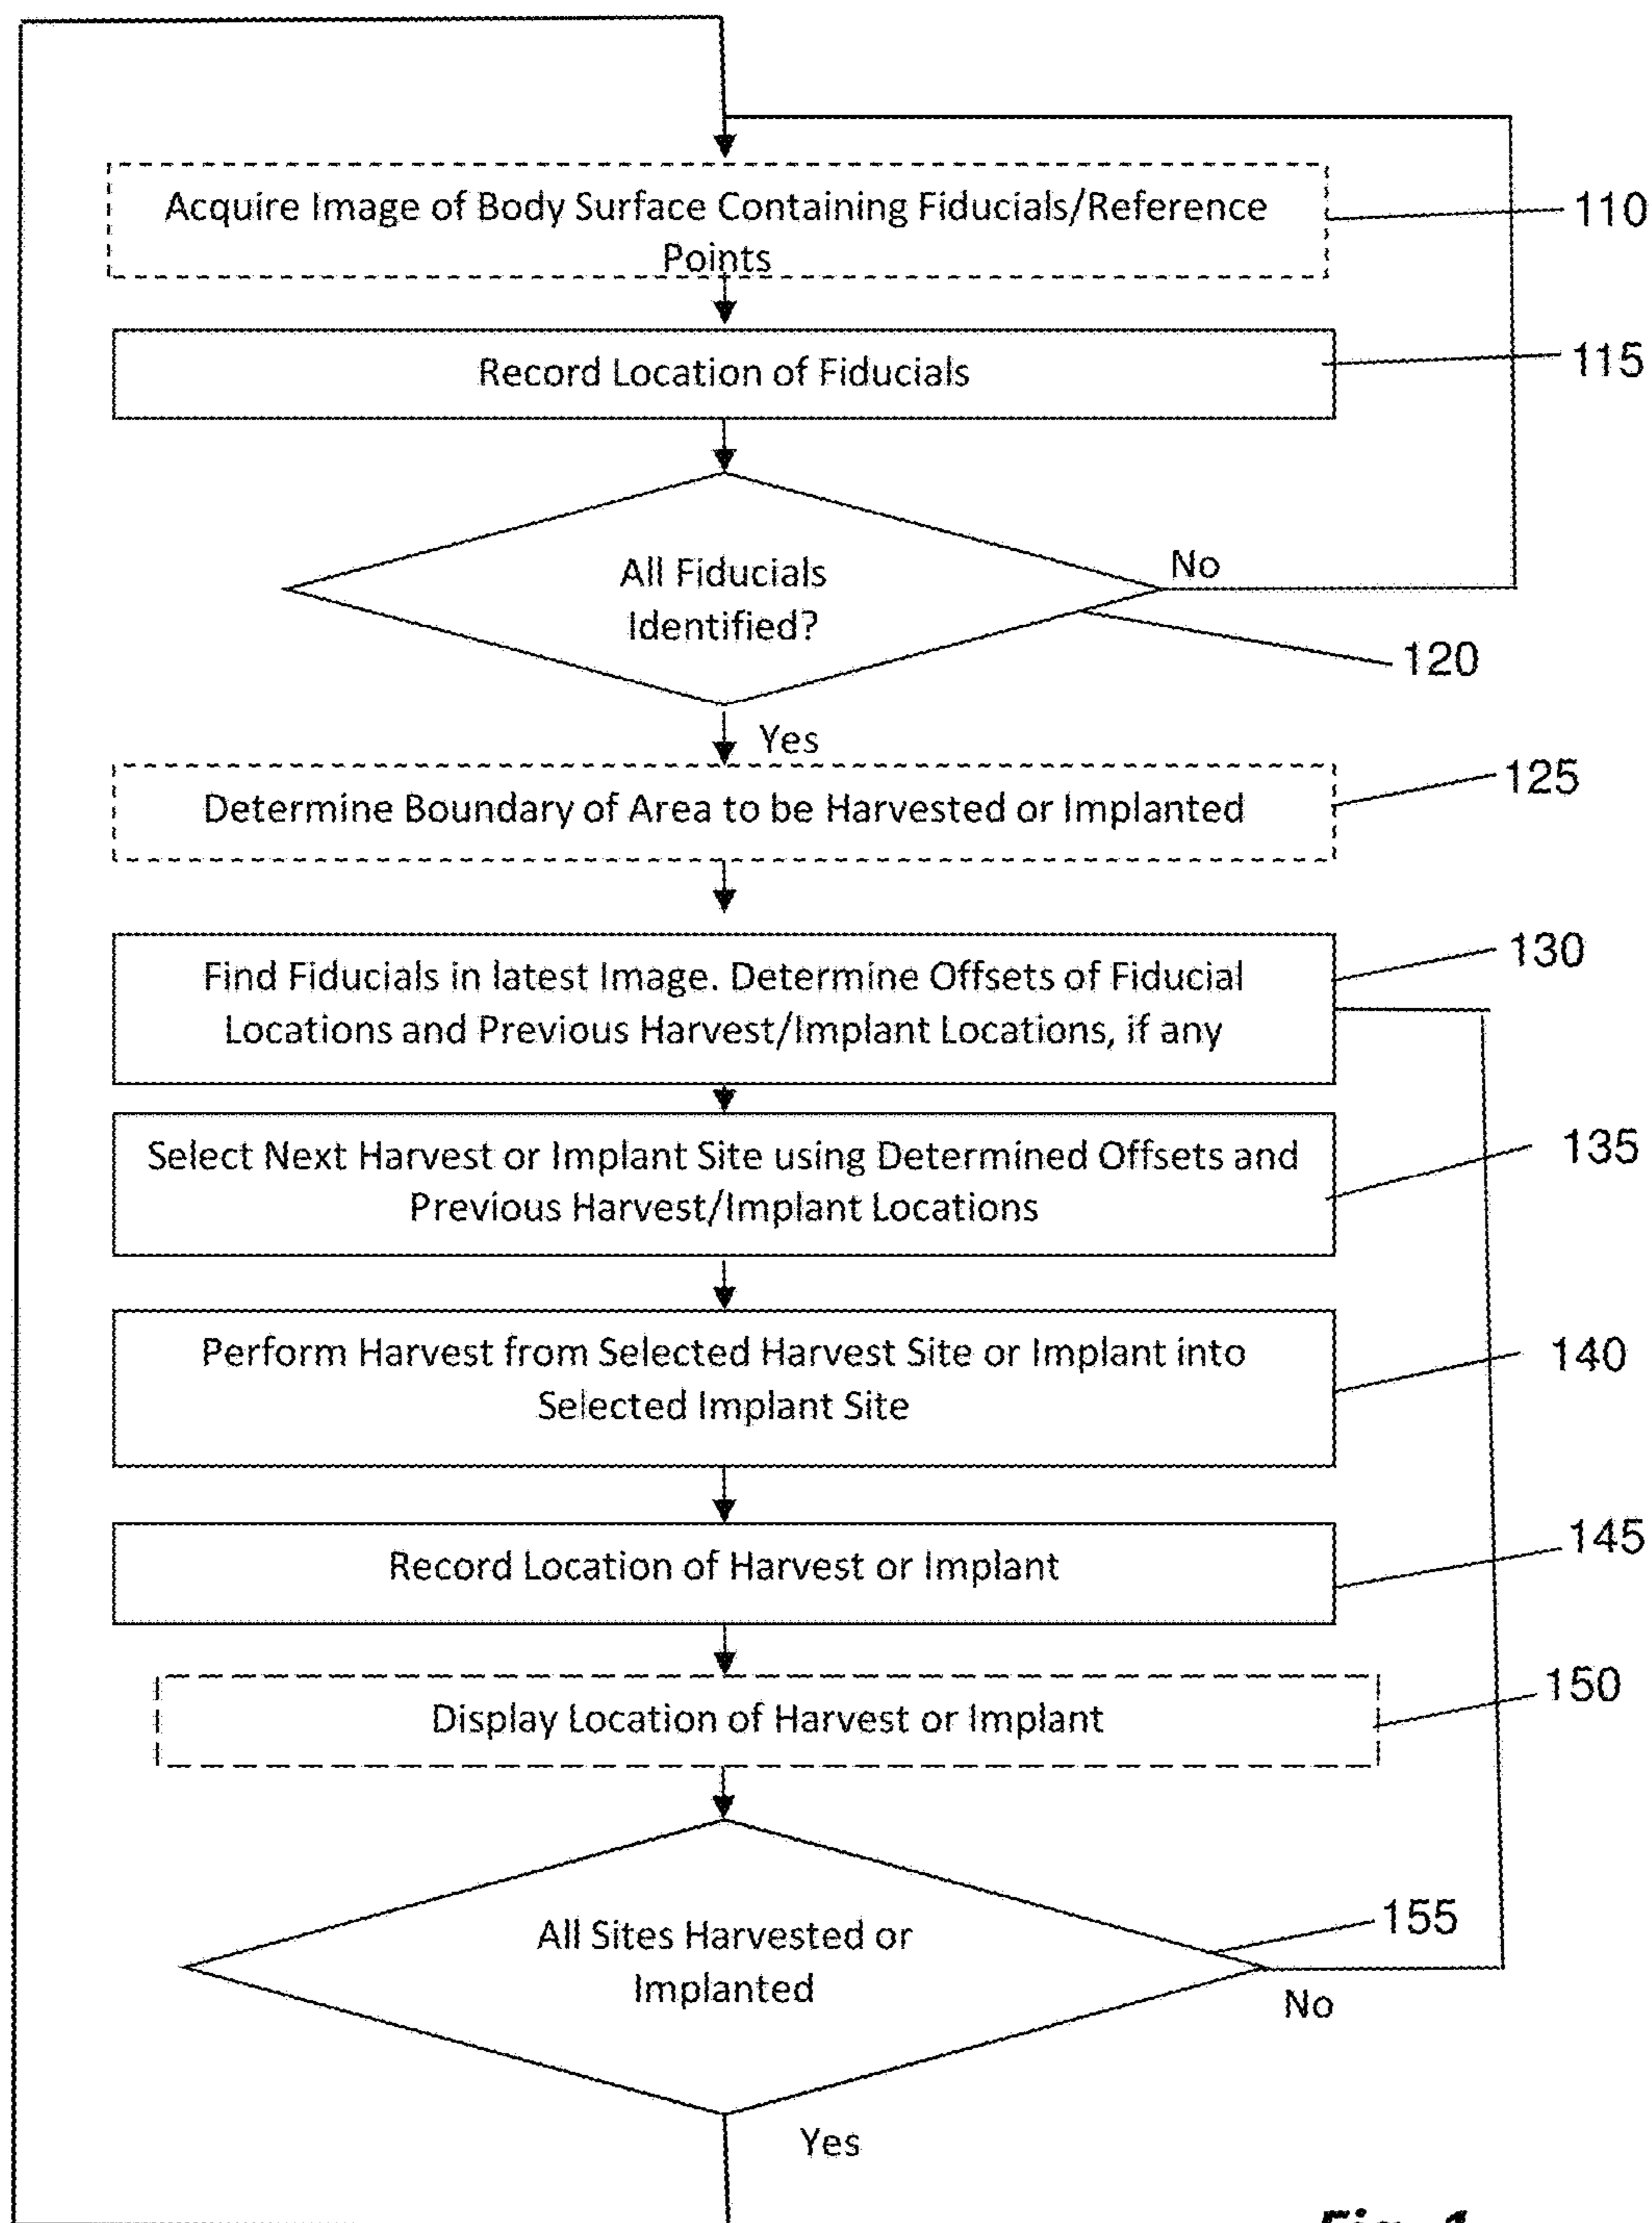 Acquire Image of Body Surface Containing Fiducials/Reference
Points
110
Record Location of Fiducials
115
All Fiducials
Identified?
No
120
Yes
Determine Boundary of Area to be Harvested or Implanted
125
Find Fiducials in latest Image. Determine Offsets of Fiducial
Locations and Previous Harvest/Implant Locations, if any
130
Select Next Harvest or Implant Site using Determined Offsets and
Previous Harvest/Implant Locations
135
Perform Harvest from Selected Harvest Site or Implant into
Selected Implant Site
140
Record Location of Harvest or Implant
145
Display Location of Harvest or Implant
150
All Sites Harvested or
Implanted
155
No
Yes
Fig. 1